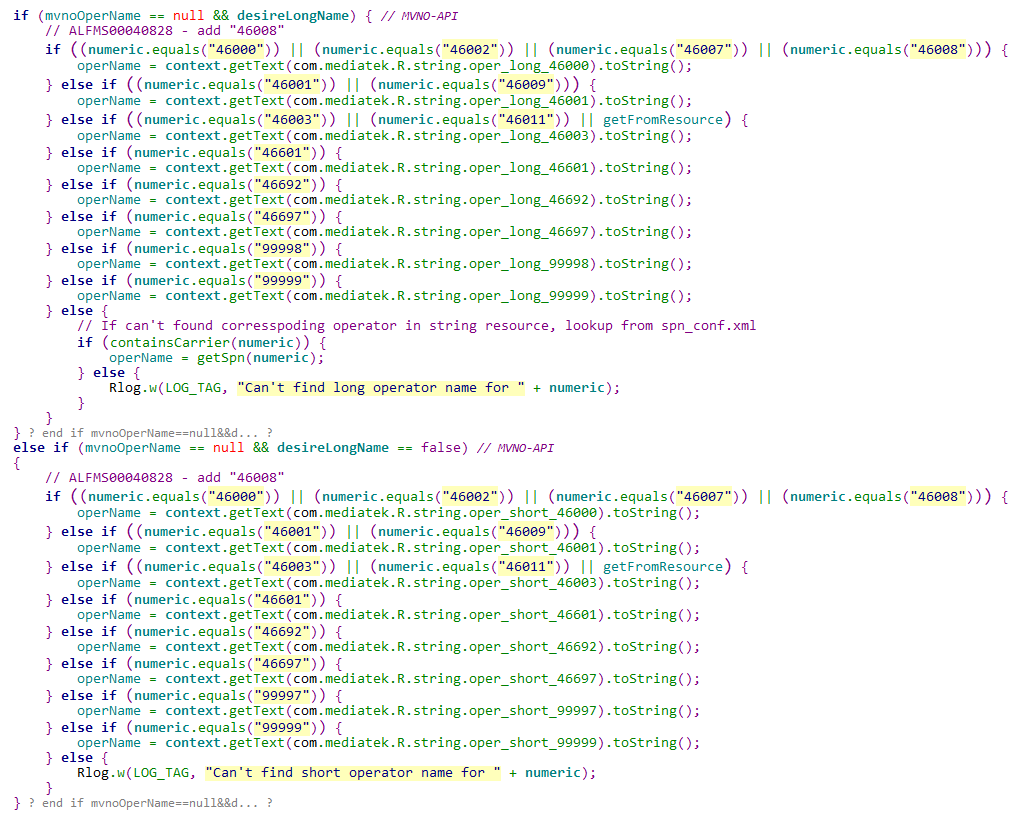 if (mvnoOperName == null && desireLongName) { // MVNO-API
// ALFMS00040828 - add "46008"
if ((numeric.equals("46000")) || (numeric.equals("46002")) || (numeric.equals("46007")) || (numeric.equals("46008"))) {
operName = context.getText(com.mediatek.R.string.oper_long_46000).toString();
} else if ((numeric.equals("46001")) || (numeric.equals("46009"))) {
operName = context.getText(com.mediatek.R.string.oper_long_46001).toString();
} else if ((numeric.equals("46003")) || (numeric.equals("46011")) || getFromResource) {
operName = context.getText(com.mediatek.R.string.oper_long_46003).toString();
} else if (numeric.equals("46601")) {
operName = context.getText(com.mediatek.R.string.oper_long_46601).toString();
} else if (numeric.equals("46692")) {
operName = context.getText(com.mediatek.R.string.oper_long_46692).toString();
} else if (numeric.equals("46697")) {
operName = context.getText(com.mediatek.R.string.oper_long_46697).toString();
} else if (numeric.equals("99998")) {
operName = context.getText(com.mediatek.R.string.oper_long_99998).toString();
} else if (numeric.equals("99999")) {
operName = context.getText(com.mediatek.R.string.oper_long_99999).toString();
} else {
// If can't found corresspoding operator in string resource, lookup from spn_conf.xml
if (containsCarrier(numeric)) {
operName = getSpn(numeric);
} else {
Rlog.w(LOG_TAG, "Can't find long operator name for " + numeric);
}
}
} ? end if mvnoOperName==null&&d... ?
else if (mvnoOperName == null && desireLongName == false) // MVNO-API
{
// ALFMS00040828 - add "46008"
if ((numeric.equals("46000")) || (numeric.equals("46002")) || (numeric.equals("46007")) || (numeric.equals("46008"))) {
operName = context.getText(com.mediatek.R.string.oper_short_46000).toString();
} else if ((numeric.equals("46001")) || (numeric.equals("46009"))) {
operName = context.getText(com.mediatek.R.string.oper_short_46001).toString();
} else if ((numeric.equals("46003")) || (numeric.equals("46011")) || getFromResource) {
operName = context.getText(com.mediatek.R.string.oper_short_46003).toString();
} else if (numeric.equals("46601")) {
operName = context.getText(com.mediatek.R.string.oper_short_46601).toString();
} else if (numeric.equals("46692")) {
operName = context.getText(com.mediatek.R.string.oper_short_46692).toString();
} else if (numeric.equals("46697")) {
operName = context.getText(com.mediatek.R.string.oper_short_46697).toString();
} else if (numeric.equals("99997")) {
operName = context.getText(com.mediatek.R.string.oper_short_99997).toString();
} else if (numeric.equals("99999")) {
operName = context.getText(com.mediatek.R.string.oper_short_99999).toString();
} else {
Rlog.w(LOG_TAG, "Can't find short operator name for " + numeric);
}
} ? end if mvnoOperName==null&&d... ?